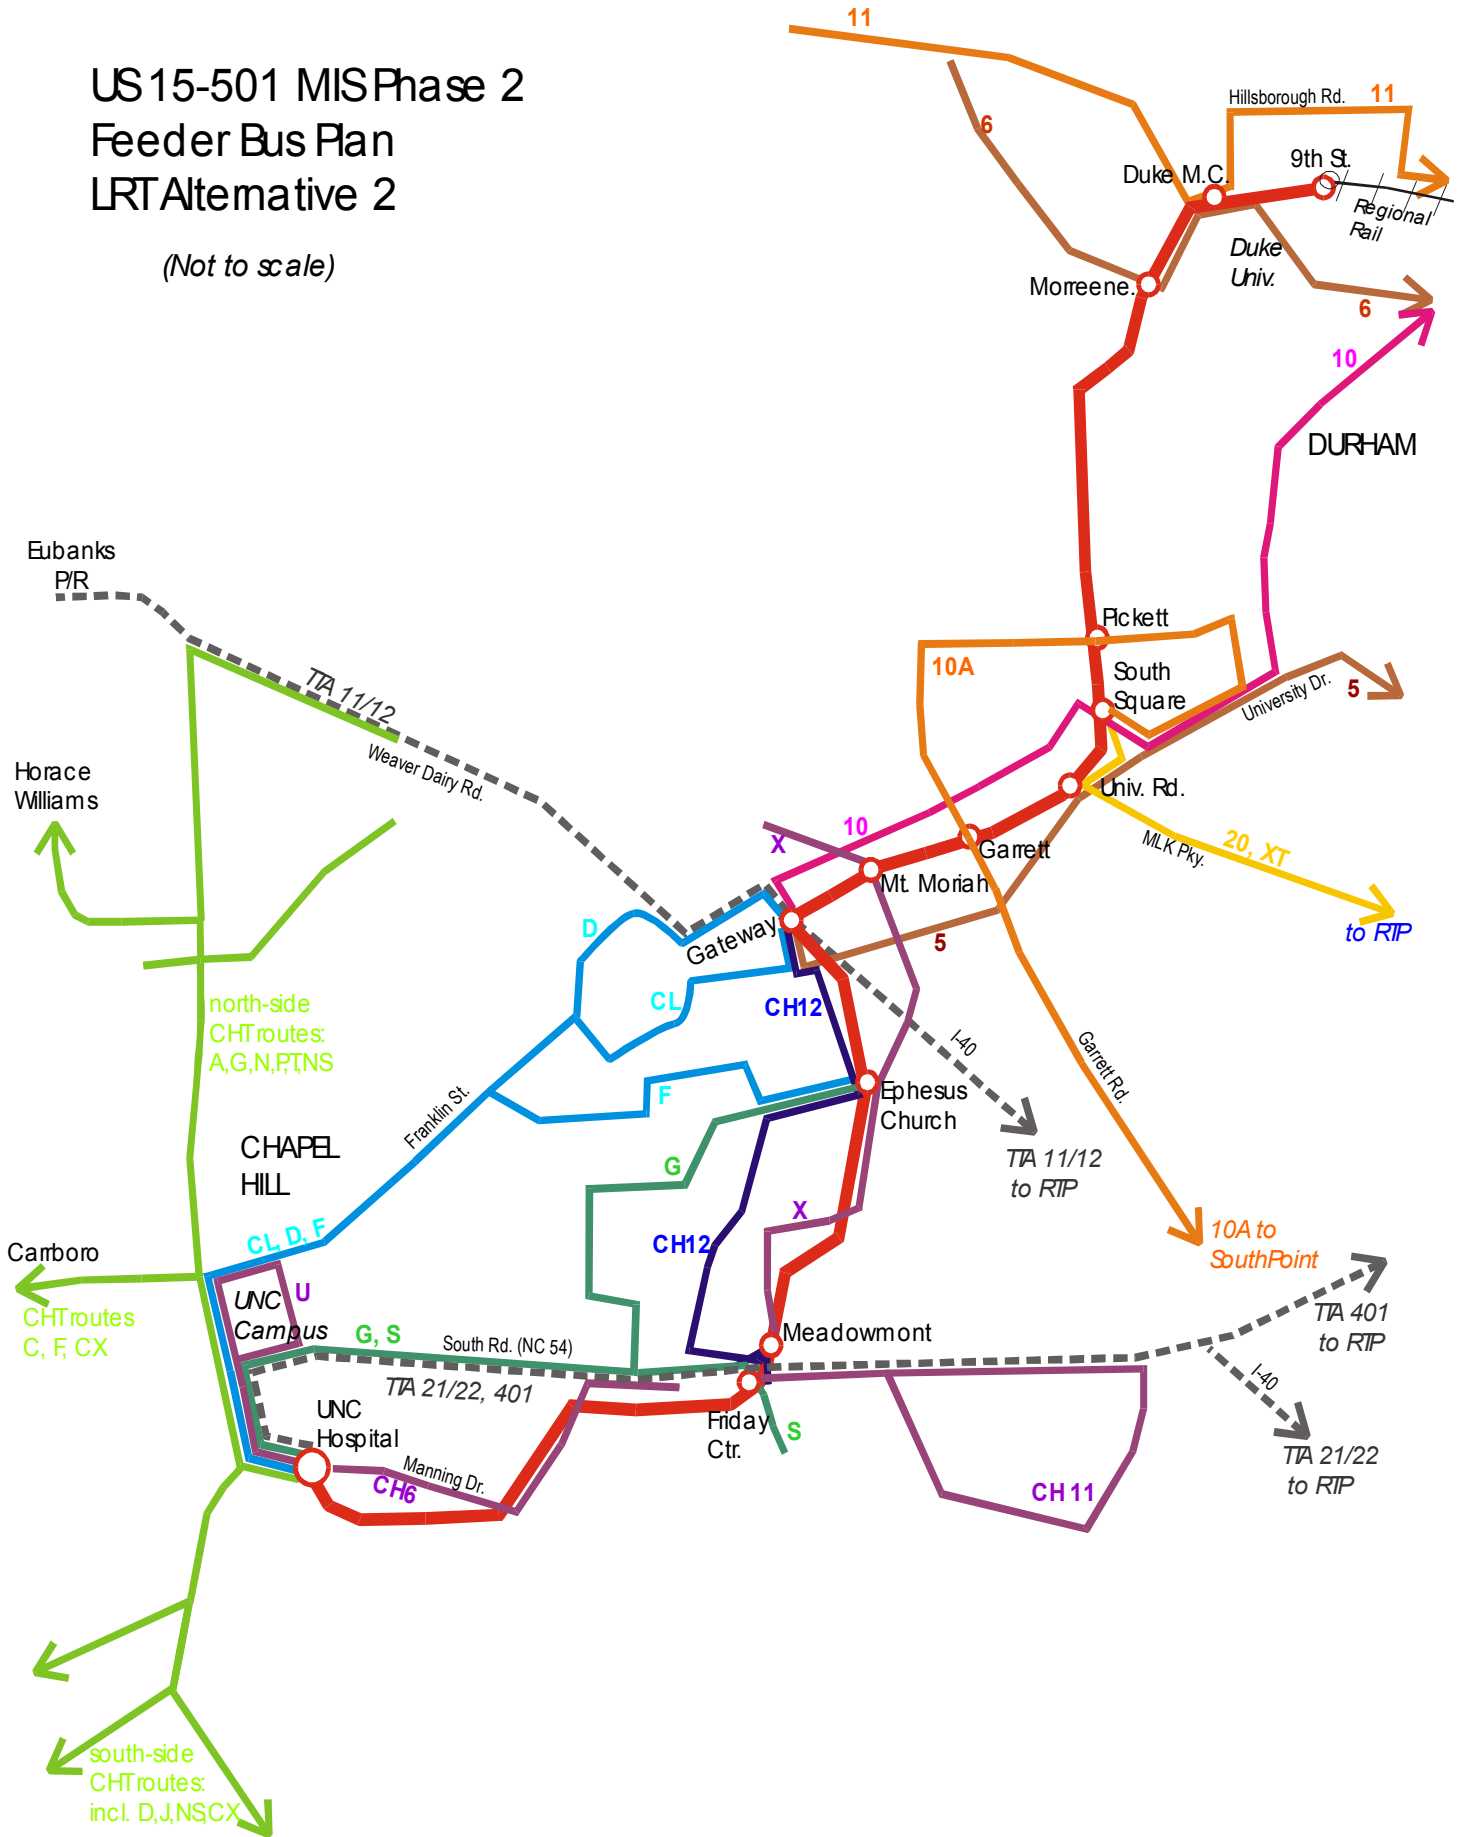 11
US 15-501 MIS Phase 2
Feeder Bus Plan
LRT Alternative 2
(Not to scale)
Hillsborough Rd.
11
6
Duke M.C.
9th St.
Regional
Rail
Duke
Univ.
Morreene.
6
10
DURHAM
Eubanks
P/R
Pickett
10A
South
Square
TTA 11/12
University Dr.
5
Weaver Dairy Rd.
Horace
Williams
Univ. Rd.
10
X
Garrett
MLK Pky.
20, XT
Mt. Moriah
to RTP
D
Gateway
5
CL
CH12
north-side
CHT routes:
A,G,N,P,T,NS
I-40
Garrett Rd.
F
Ephesus
Church
Franklin St.
CHAPEL
HILL
G
TTA 11/12
to RTP
X
CL, D, F
CH12
Carrboro
10A to
SouthPoint
U
UNC
Campus
CHT routes
C, F, CX
G, S
South Rd. (NC 54)
Meadowmont
TTA 401
to RTP
TTA 21/22, 401
I-40
UNC
Hospital
Friday
Ctr.
S
TTA 21/22
to RTP
Manning Dr.
CH6
CH 11
south-side
CHT routes:
incl. D,J,NS,CX